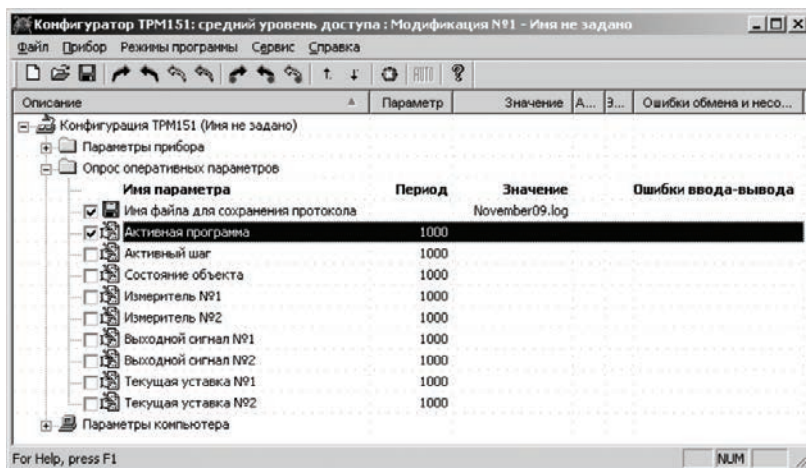 Конфигуратор ТРМ151: средний уровень доступа : Модификация №1 - Имя не задано
Файл Прибор Режимы программы Сервис Справка
AUTO
Описание Параметр Значение А... З... Ошибки обмена и несо...
Конфигурация ТРМ151 (Имя не задано)
Параметры прибора
Опрос оперативных параметров
Имя параметра Период Значение Ошибки ввода-вывода
Имя файла для сохранения протокола November09.log
Активная программа 1000
Активный шаг 1000
Состояние объекта 1000
Измеритель №1 1000
Измеритель №2 1000
Выходной сигнал №1 1000
Выходной сигнал №2 1000
Текущая уставка №1 1000
Текущая уставка №2 1000
Параметры компьютера
For Help, press F1 NUM